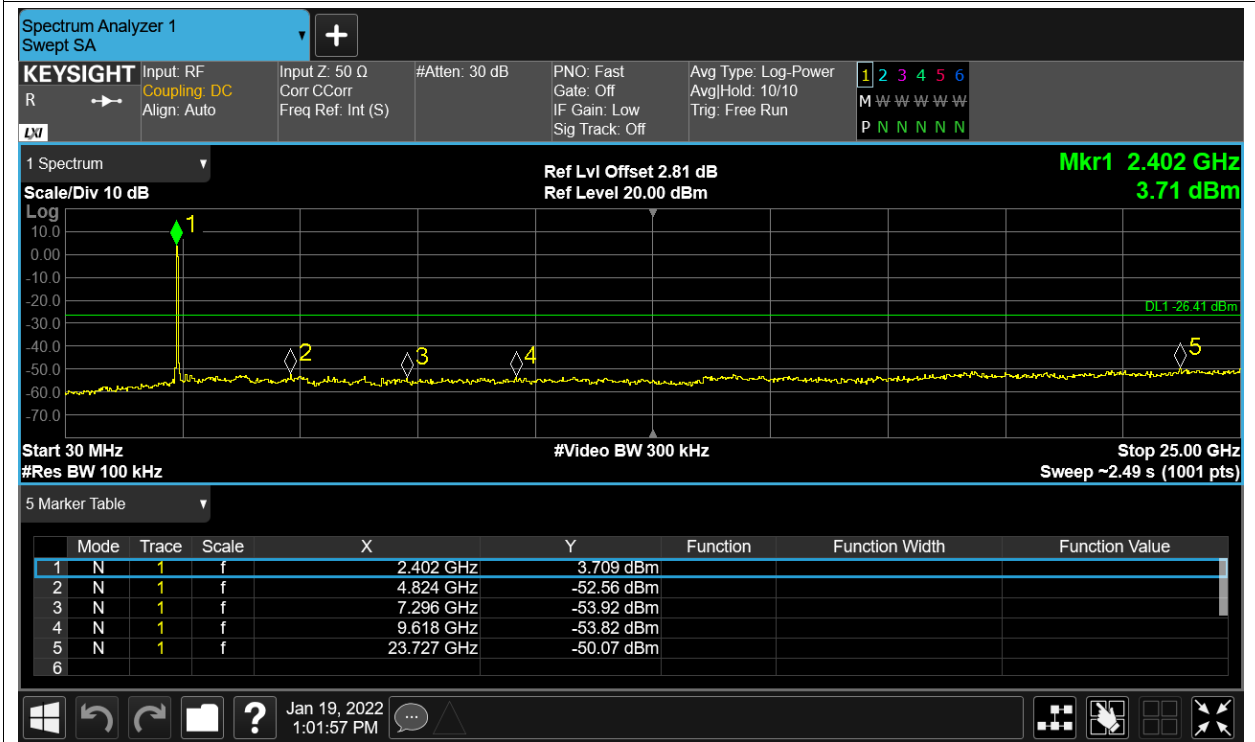 Spectrum Analyzer 1
Swept SA
+
KEYSIGHT Input: RF Input Z: 50 Ω #Atten: 30 dB PNO: Fast Avg Type: Log-Power 1 2 3 4 5 6
R Coupling: DC Corr CCorr Gate: Off Avg|Hold: 10/10 M W W W W W
Align: Auto Freq Ref: Int (S) IF Gain: Low Trig: Free Run
LXI Sig Track: Off P N N N N N
1 Spectrum Ref Lvl Offset 2.81 dB Mkr1 2.402 GHz
Scale/Div 10 dB Ref Level 20.00 dBm 3.71 dBm
Log
1
10.0
0.00
-10.0
-20.0
DL1 -26.41 dBm
-30.0
-40.0
2 3 4 5
-50.0
-60.0
-70.0
Start 30 MHz #Video BW 300 kHz Stop 25.00 GHz
#Res BW 100 kHz Sweep ~2.49 s (1001 pts)
5 Marker Table
Mode Trace Scale X Y Function Function Width Function Value
1 N 1 f 2.402 GHz 3.709 dBm
2 N 1 f 4.824 GHz -52.56 dBm
3 N 1 f 7.296 GHz -53.92 dBm
4 N 1 f 9.618 GHz -53.82 dBm
5 N 1 f 23.727 GHz -50.07 dBm
6
? Jan 19, 2022
1:01:57 PM